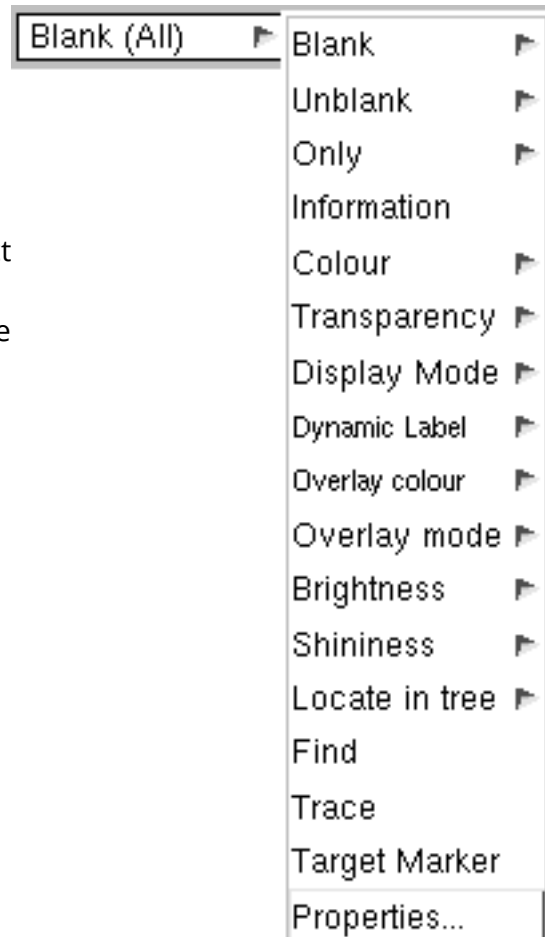 Blank (All)
Blank
Unblank
Only
Information
Colour
Transparency
Display Mode
Dynamic Label
Overlay colour
Overlay mode
Brightness
Shininess
Locate in tree
Find
Trace
Target Marker
Properties...